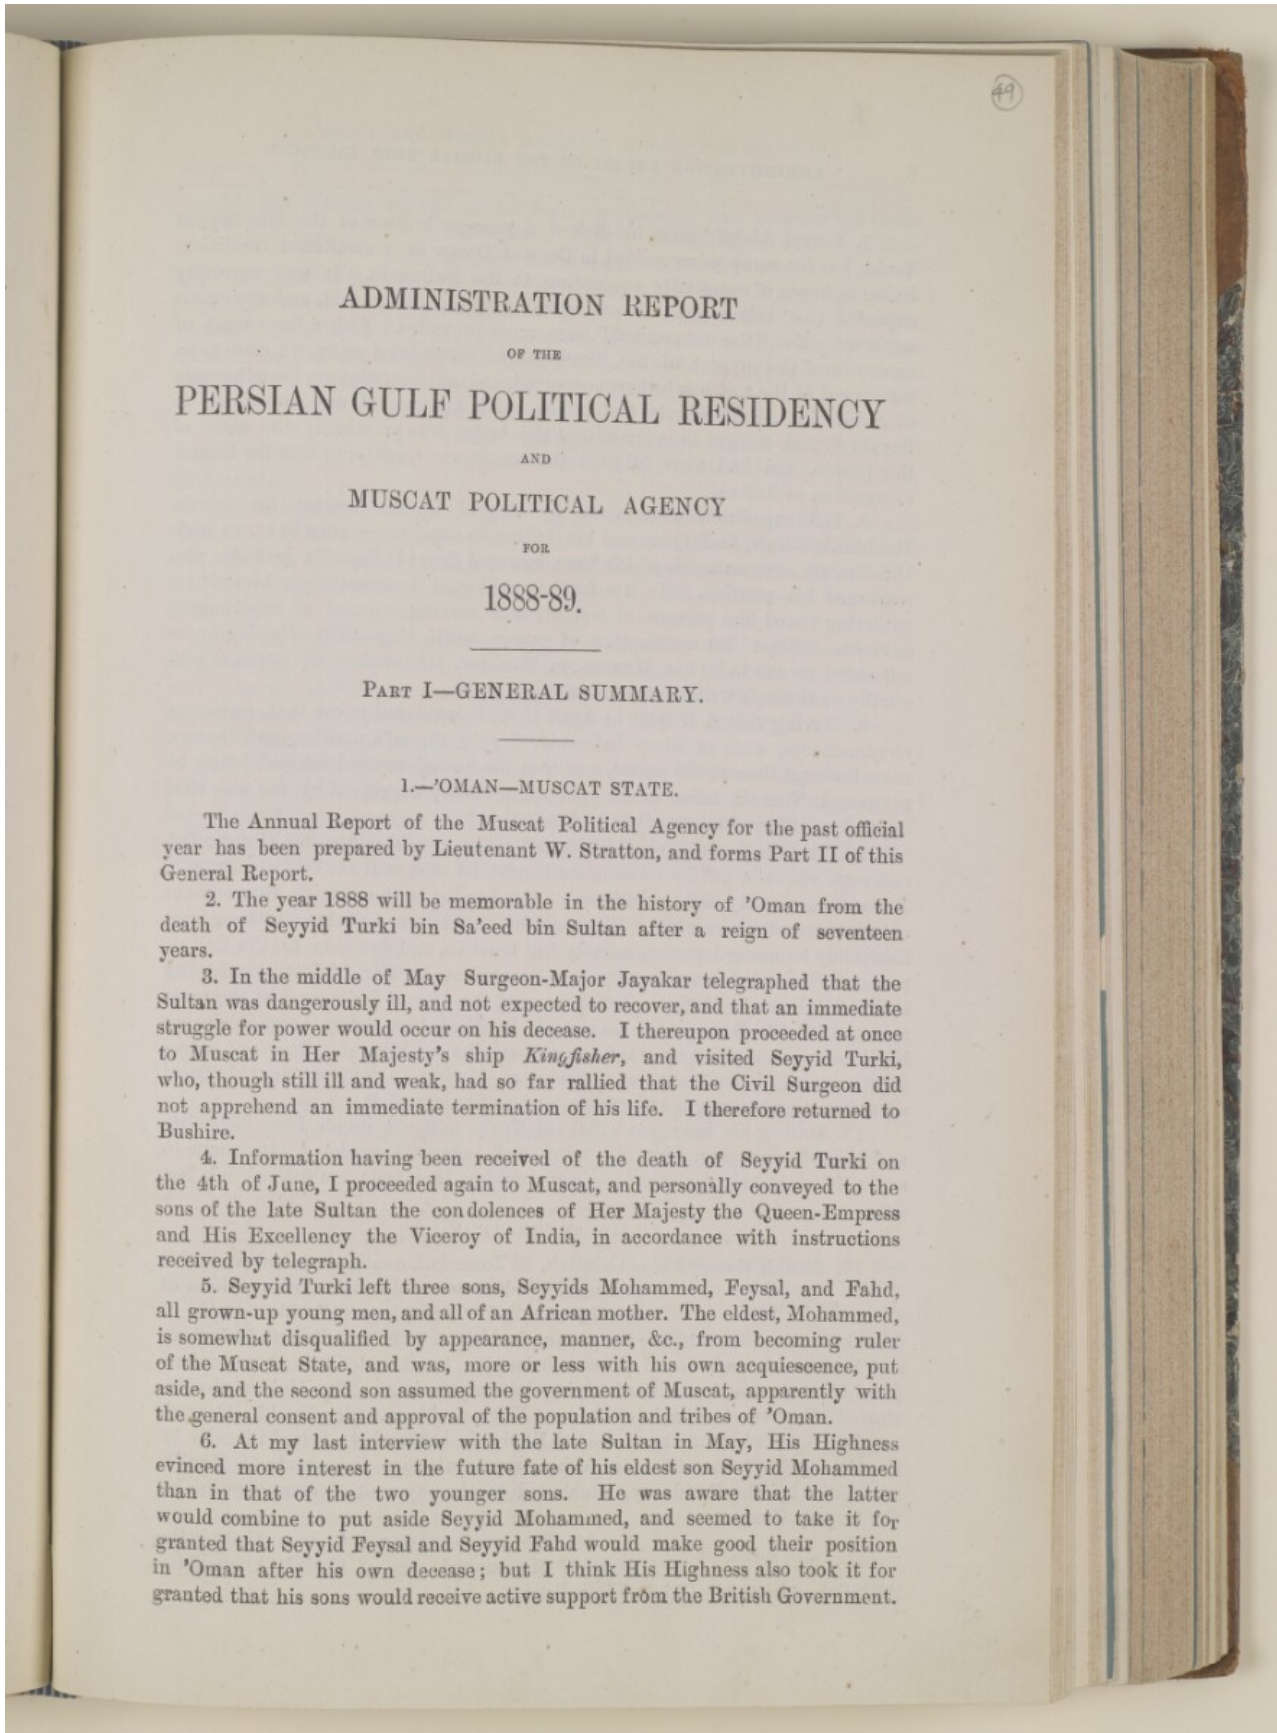 49
ADMINISTRATION REPORT
OF THE
PERSIAN GULF POLITICAL RESIDENCY
AND
MUSCAT POLITICAL AGENCY
FOR
1888-89.
PART I—GENERAL SUMMARY.
1.—'OMAN—MUSCAT STATE.
The Annual Report of the Muscat Political Agency for the past official
year has been prepared by Lieutenant W. Stratton, and forms Part II of this
General Report.
2. The year 1888 will be memorable in the history of 'Oman from the
death of Seyyid Turki bin Sa'eed bin Sultan after a reign of seventeen
years.
3. In the middle of May Surgeon-Major Jayakar telegraphed that the
Sultan was dangerously ill, and not expected to recover, and that an immediate
struggle for power would occur on his decease. I thereupon proceeded at once
to Muscat in Her Majesty's ship Kingfisher, and visited Seyyid Turki,
who, though still ill and weak, had so far rallied that the Civil Surgeon did
not apprehend an immediate termination of his life. I therefore returned to
Bushire.
4. Information having been received of the death of Seyyid Turki on
the 4th of June, I proceeded again to Muscat, and personally conveyed to the
sons of the late Sultan the condolences of Her Majesty the Queen-Empress
and His Excellency the Viceroy of India, in accordance with instructions
received by telegraph.
5. Seyyid Turki left three sons, Seyyids Mohammed, Feysal, and Fahd,
all grown-up young men, and all of an African mother. The eldest, Mohammed,
is somewhat disqualified by appearance, manner, &c., from becoming ruler
of the Muscat State, and was, more or less with his own acquiescence, put
aside, and the second son assumed the government of Muscat, apparently with
the general consent and approval of the population and tribes of 'Oman.
6. At my last interview with the late Sultan in May, His Highness
evinced more interest in the future fate of his eldest son Seyyid Mohammed
than in that of the two younger sons. He was aware that the latter
would combine to put aside Seyyid Mohammed, and seemed to take it for
granted that Seyyid Feysal and Seyyid Fahd would make good their position
in 'Oman after his own decease; but I think His Highness also took it for
granted that his sons would receive active support from the British Government.